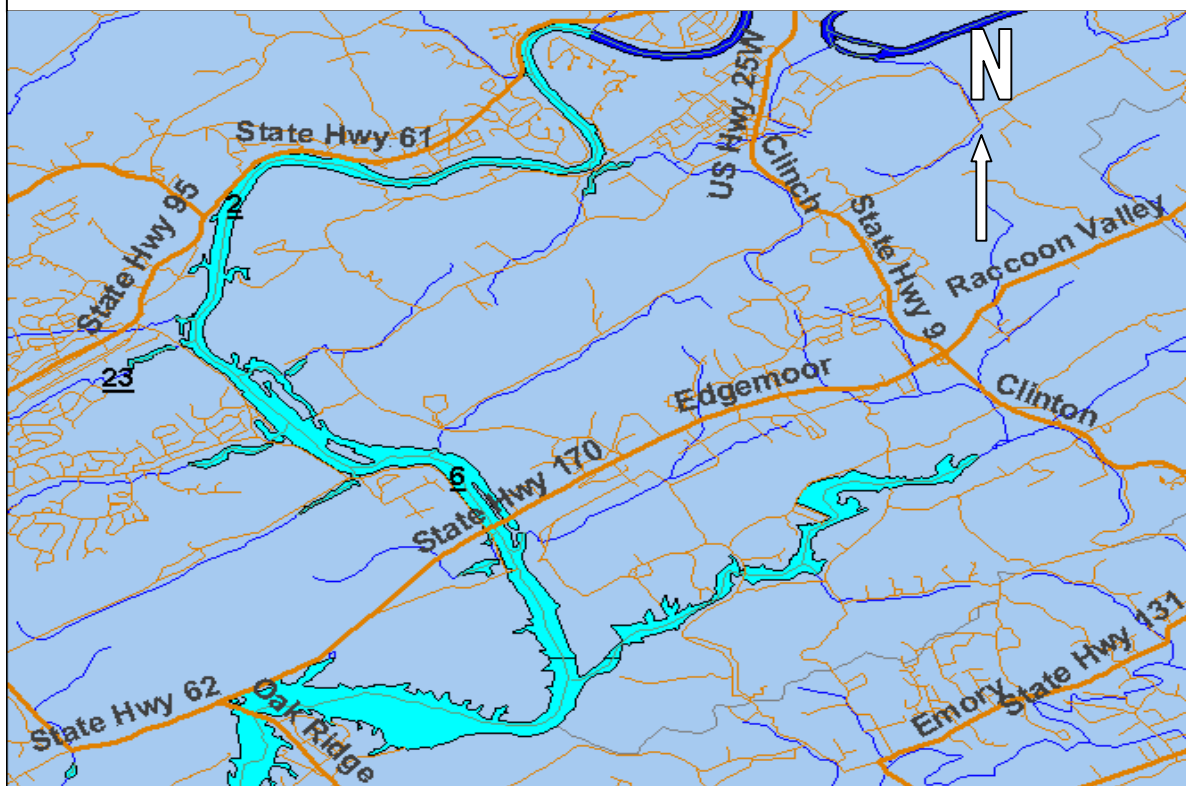 N
US Hwy 25W
State Hwy 61
Clinch
State Hwy 95
2
State Hwy 9
Raccoon Valley
23
Edgemoor
Clinton
6
State Hwy 170
State Hwy 131
Emory
State Hwy 62
Oak Ridge